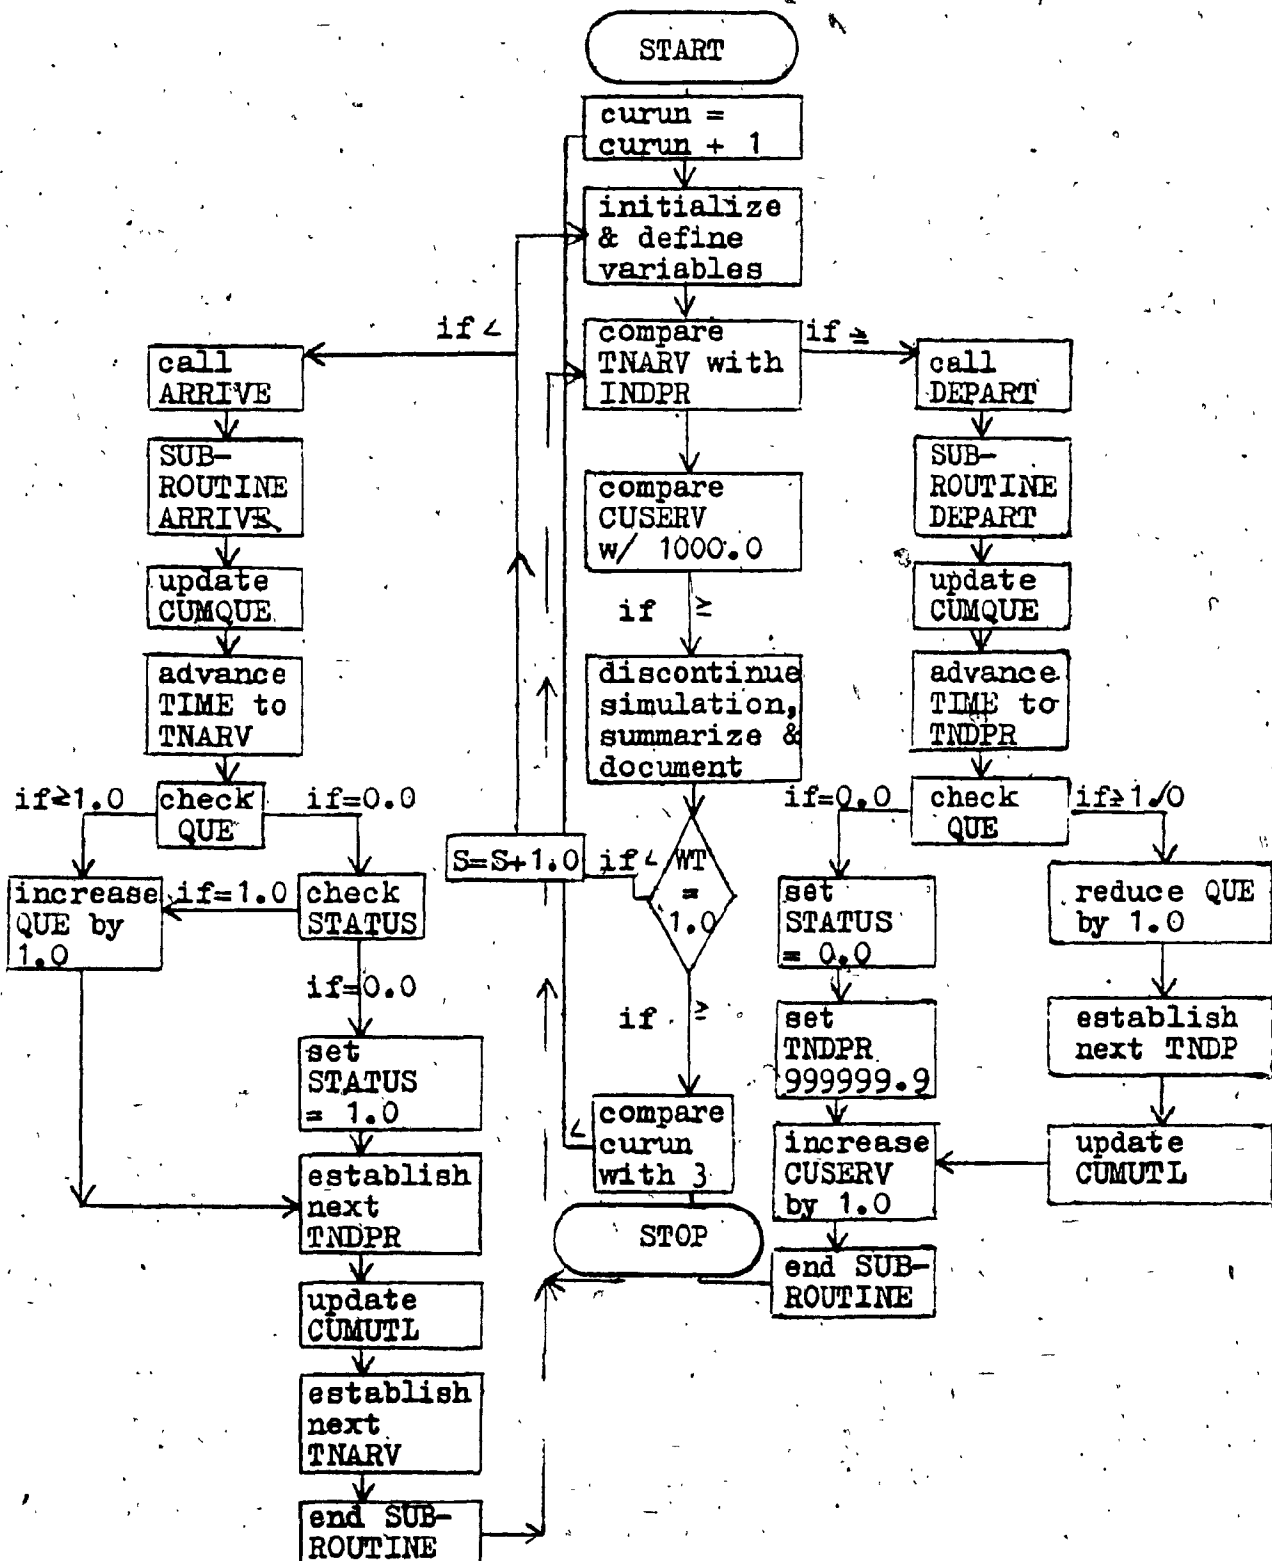 START
curun =
curun + 1
initialize
& define
variables
if <
compare
TNARV with
INDPR
if ≥
call
ARRIVE
SUB-
ROUTINE
ARRIVE
update
CUMQUE
advance
TIME to
TNARV
if≥1.0
check
QUE
if=0.0
increase
QUE by
1.0
if=1.0
check
STATUS
if=0.0
set
STATUS
= 1.0
establish
next
TNDPR
update
CUMUTL
establish
next
TNARV
end SUB-
ROUTINE
compare
CUSERV
w/ 1000.0
if ≥
discontinue
simulation,
summarize &
document
S=S+1.0
if <
WT
=
1.0
if ≥
<
compare
curun
with 3
STOP
call
DEPART
SUB-
ROUTINE
DEPART
update
CUMQUE
advance
TIME to
TNDPR
if=0.0
check
QUE
if≥1.0
set
STATUS
= 0.0
set
TNDPR
999999.9
increase
CUSERV
by 1.0
end SUB-
ROUTINE
reduce QUE
by 1.0
establish
next TNDP
update
CUMUTL